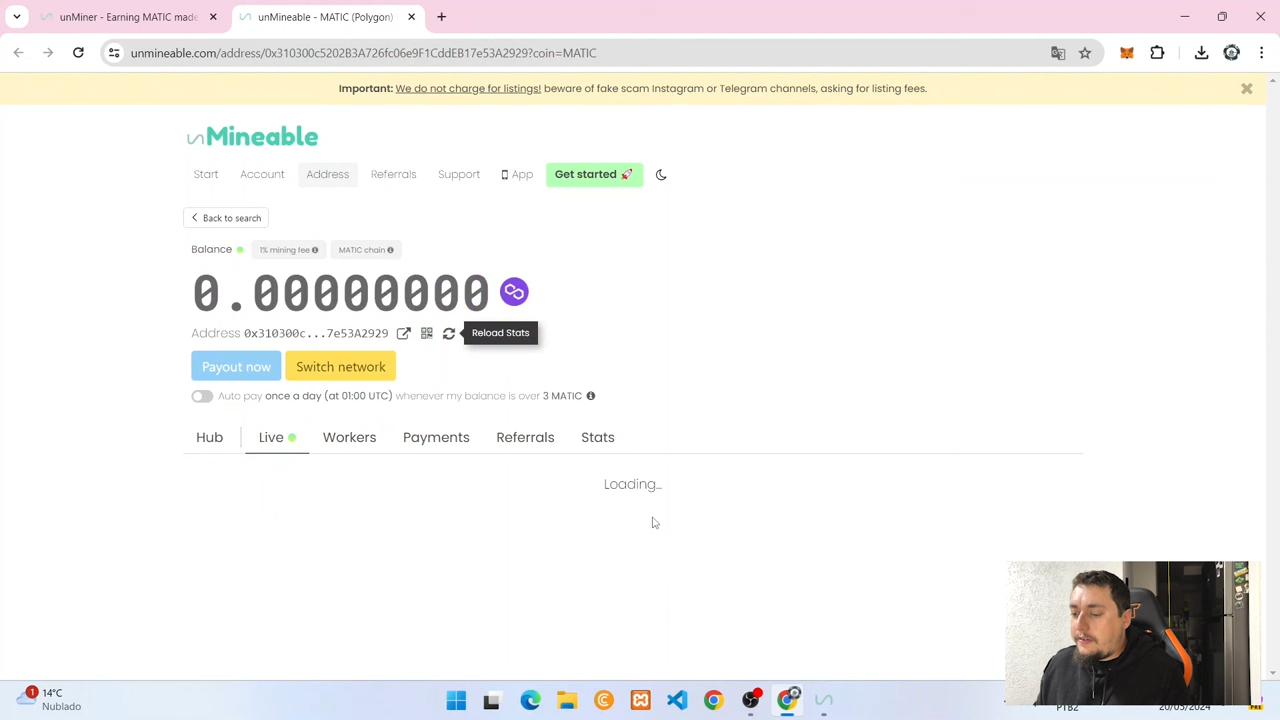 unMiner - Earning MATIC made
unMineable - MATIC (Polygon)
unmineable.com/address/0x310300c5202B3A726fc06e9F1CddEB17e53A2929?coin=MATIC
Important: We do not charge for listings! beware of fake scam Instagram or Telegram channels, asking for listing fees.
unMineable
Start Account Address Referrals Support App Get started 🚀
Back to search
Balance 1% mining fee MATIC chain
0.00000000
Address 0x310300c...7e53A2929 Reload Stats
Payout now Switch network
Auto pay once a day (at 01:00 UTC) whenever my balance is over 3 MATIC
Hub Live Workers Payments Referrals Stats
Loading...
1
14°C
Nublado
PTB2
20/05/2024